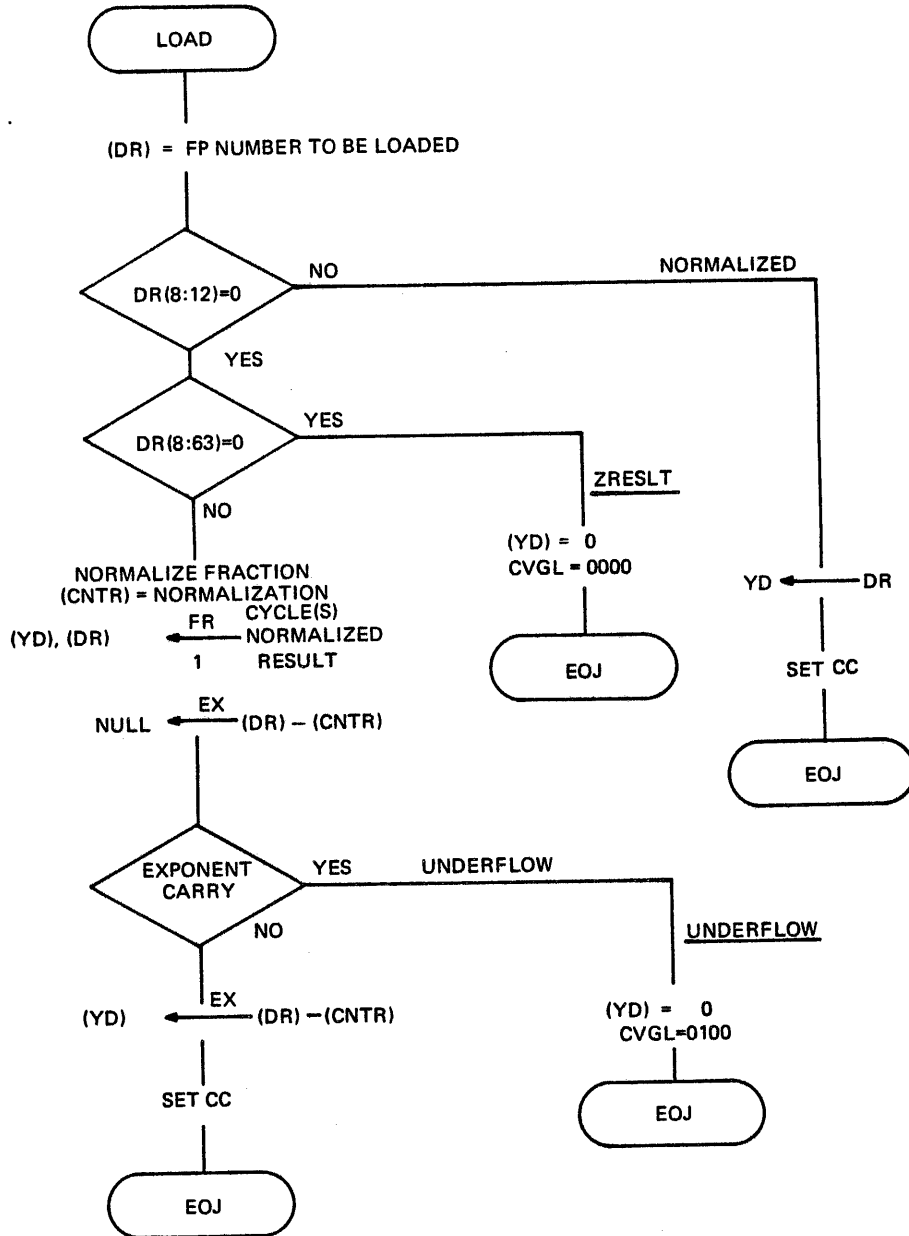 LOAD
(DR) = FP NUMBER TO BE LOADED
DR(8:12)=0
NO
NORMALIZED
YES
DR(8:63)=0
YES
NO
ZRESLT
(YD) = 0
CVGL = 0000
EOJ
YD
DR
SET CC
EOJ
NORMALIZE FRACTION
(CNTR) = NORMALIZATION
CYCLE(S)
(YD), (DR)
FR
1
NORMALIZED
RESULT
NULL
EX
(DR) – (CNTR)
EXPONENT
CARRY
YES
UNDERFLOW
NO
UNDERFLOW
(YD) = 0
CVGL=0100
EOJ
(YD)
EX
(DR) –(CNTR)
SET CC
EOJ